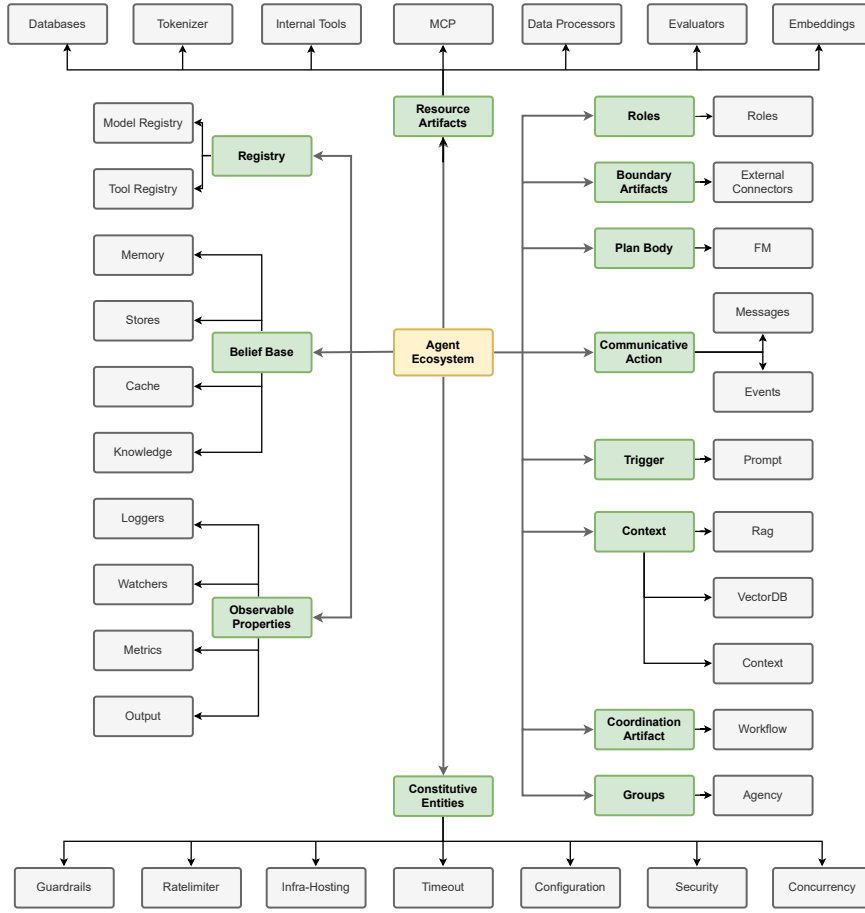 Databases
Tokenizer
Internal Tools
MCP
Data Processors
Evaluators
Embeddings
Resource
Artifacts
Model Registry
Tool Registry
Registry
Memory
Stores
Cache
Knowledge
Belief Base
Loggers
Watchers
Metrics
Output
Observable
Properties
Agent
Ecosystem
Roles
Roles
Boundary
Artifacts
External
Connectors
Plan Body
FM
Communicative
Action
Messages
Events
Trigger
Prompt
Context
Rag
VectorDB
Context
Coordination
Artifact
Workflow
Groups
Agency
Constitutive
Entities
Guardrails
Ratelimiter
Infra-Hosting
Timeout
Configuration
Security
Concurrency